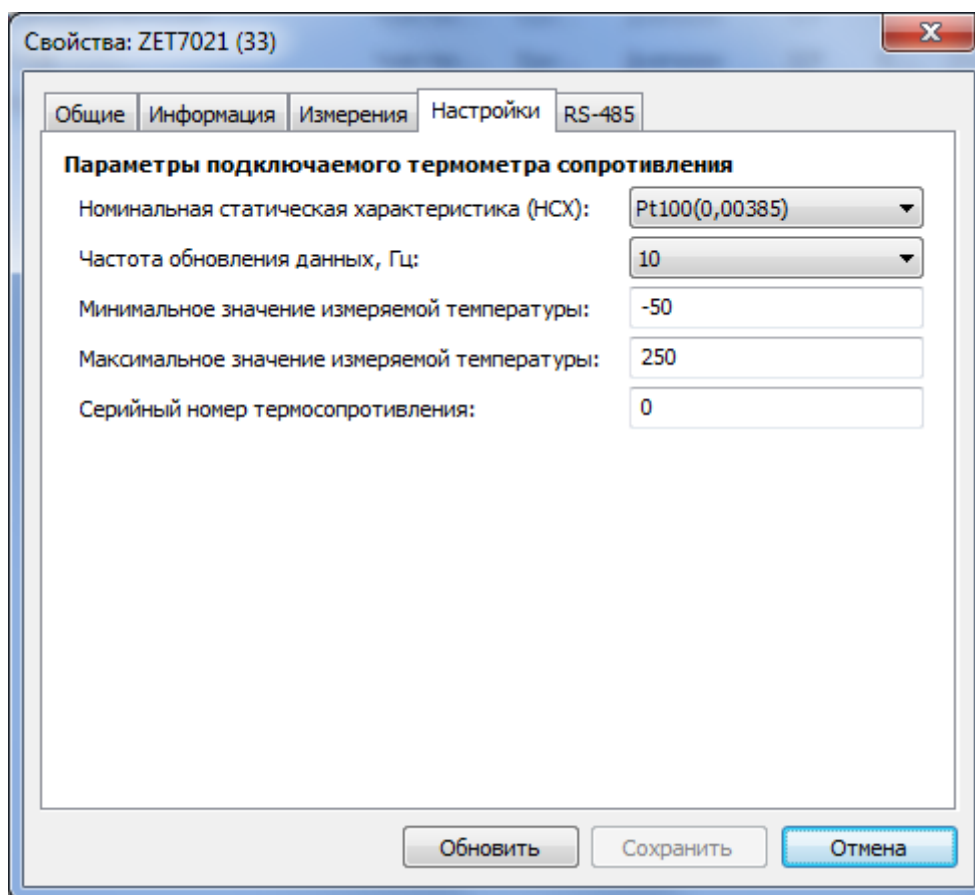 Свойства: ZET7021 (33)
Общие Информация Измерения Настройки RS-485
Параметры подключаемого термометра сопротивления
Номинальная статическая характеристика (НСХ): Pt100(0,00385)
Частота обновления данных, Гц: 10
Минимальное значение измеряемой температуры: -50
Максимальное значение измеряемой температуры: 250
Серийный номер термосопротивления: 0
Обновить Сохранить Отмена